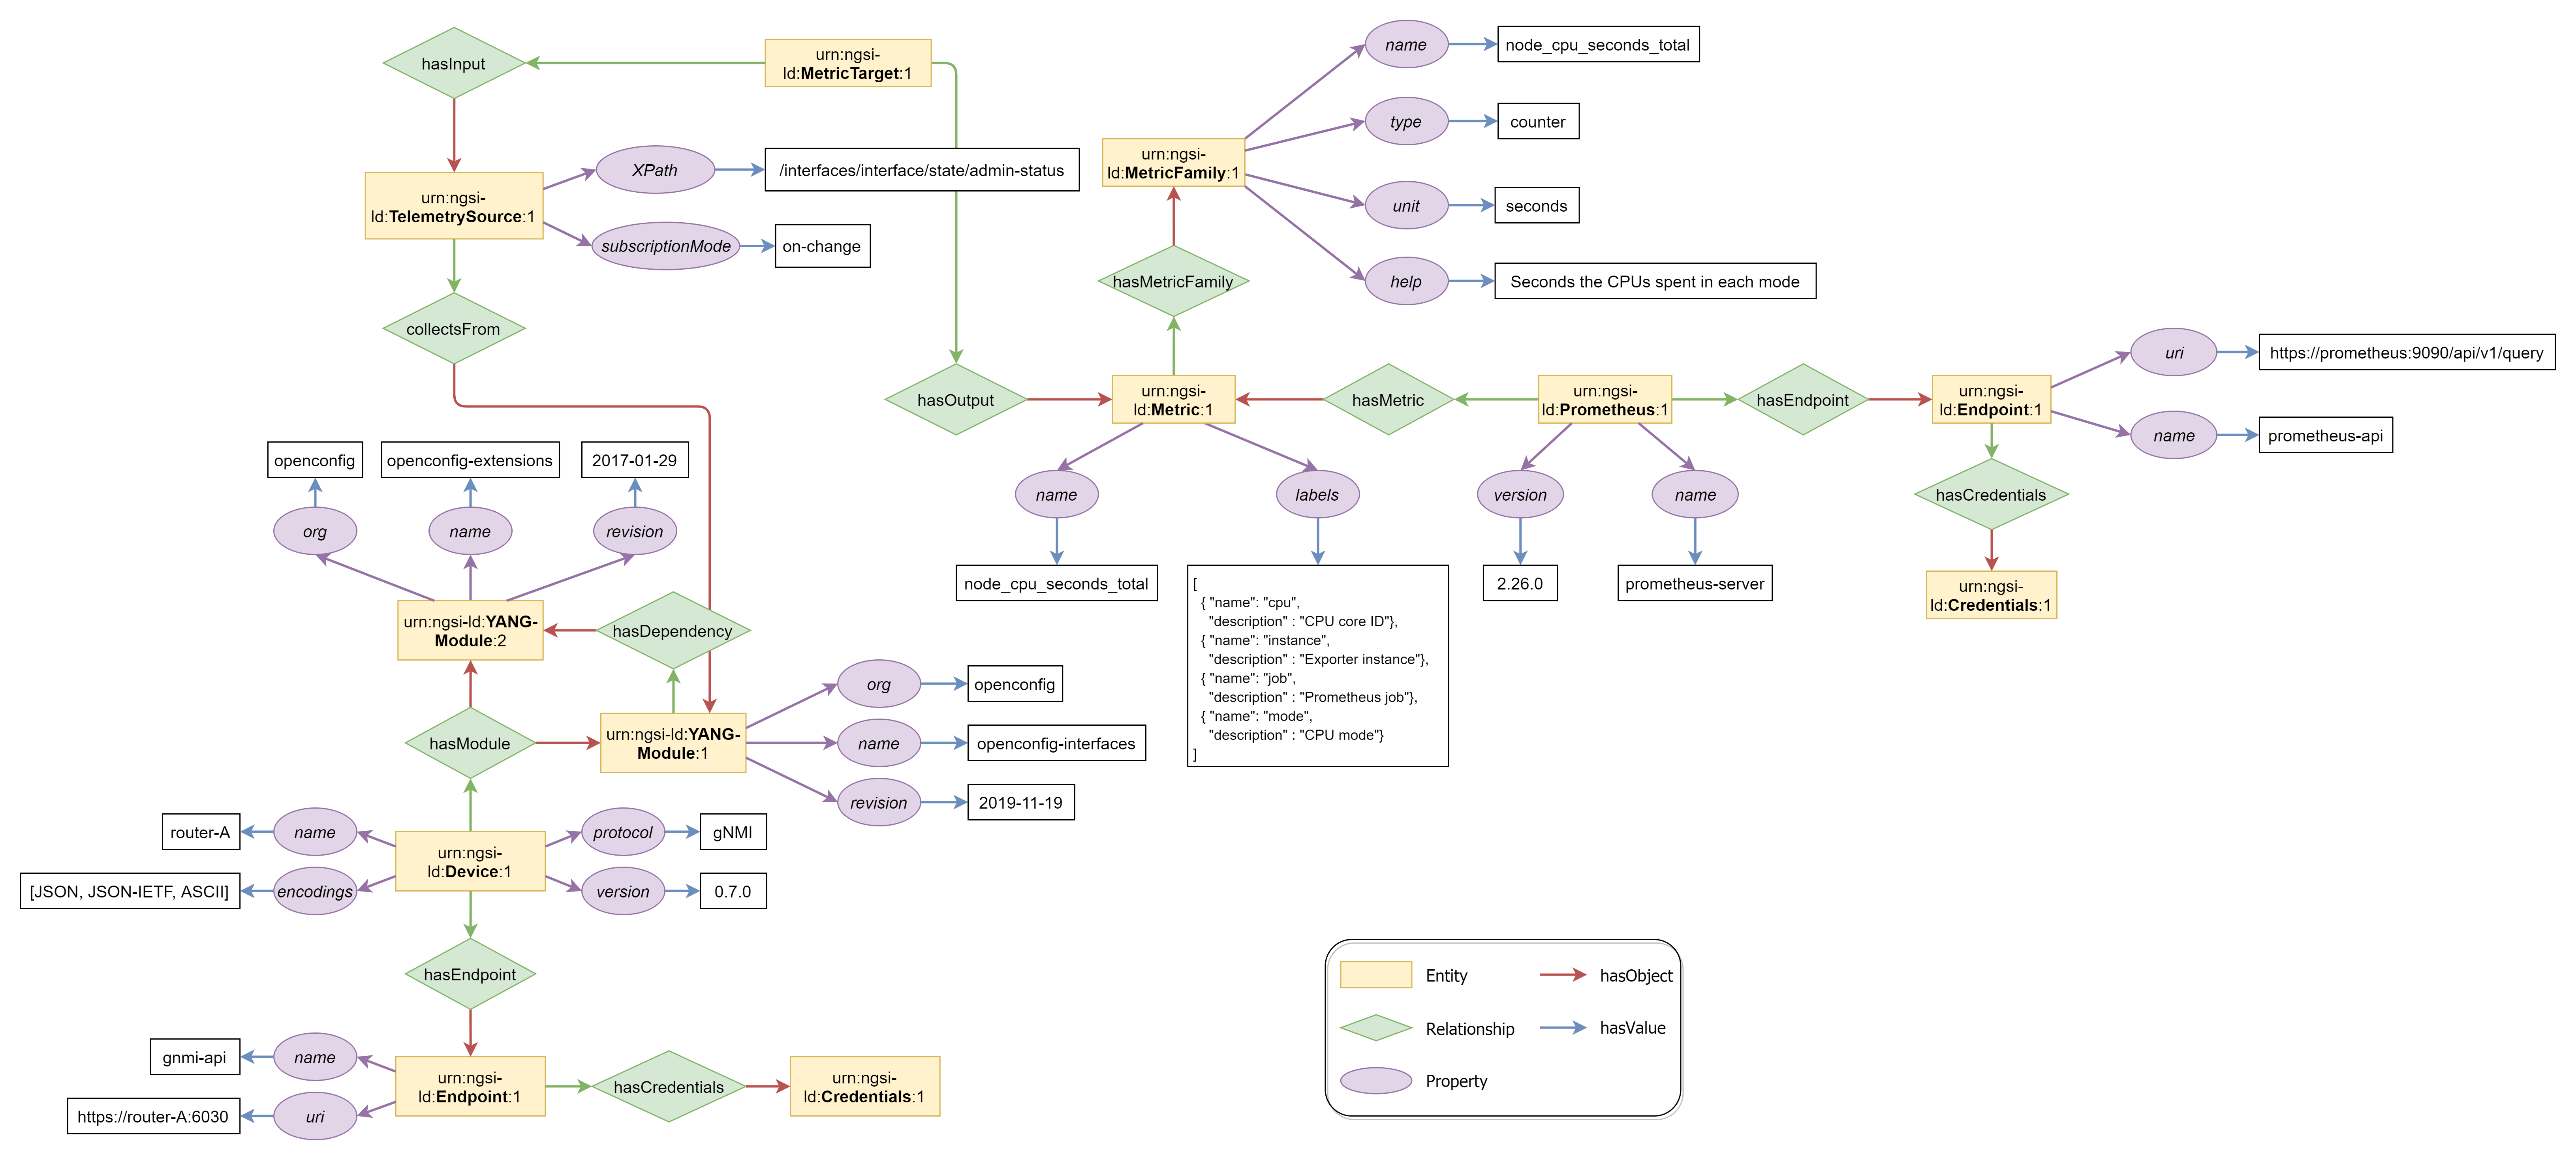 hasInput
urn:ngsi-
ld:MetricTarget:1
name
node_cpu_seconds_total
type
counter
urn:ngsi-
ld:MetricFamily:1
XPath
/interfaces/interface/state/admin-status
urn:ngsi-
ld:TelemetrySource:1
unit
seconds
subscriptionMode
on-change
hasMetricFamily
help
Seconds the CPUs spent in each mode
collectsFrom
uri
https://prometheus:9090/api/v1/query
hasOutput
urn:ngsi-
ld:Metric:1
hasMetric
urn:ngsi-
ld:Prometheus:1
hasEndpoint
urn:ngsi-
ld:Endpoint:1
name
prometheus-api
openconfig
openconfig-extensions
2017-01-29
name
labels
version
name
hasCredentials
org
name
revision
node_cpu_seconds_total
[
{ "name": "cpu",
"description" : "CPU core ID"},
{ "name": "instance",
"description" : "Exporter instance"},
{ "name": "job",
"description" : "Prometheus job"},
{ "name": "mode",
"description" : "CPU mode"}
]
2.26.0
prometheus-server
urn:ngsi-
ld:Credentials:1
urn:ngsi-ld:YANG-
Module:2
hasDependency
org
openconfig
hasModule
urn:ngsi-ld:YANG-
Module:1
name
openconfig-interfaces
revision
2019-11-19
router-A
name
urn:ngsi-
ld:Device:1
protocol
gNMI
[JSON, JSON-IETF, ASCII]
encodings
version
0.7.0
hasEndpoint
Entity
hasObject
Relationship
hasValue
Property
gnmi-api
name
urn:ngsi-
ld:Endpoint:1
hasCredentials
urn:ngsi-
ld:Credentials:1
https://router-A:6030
uri